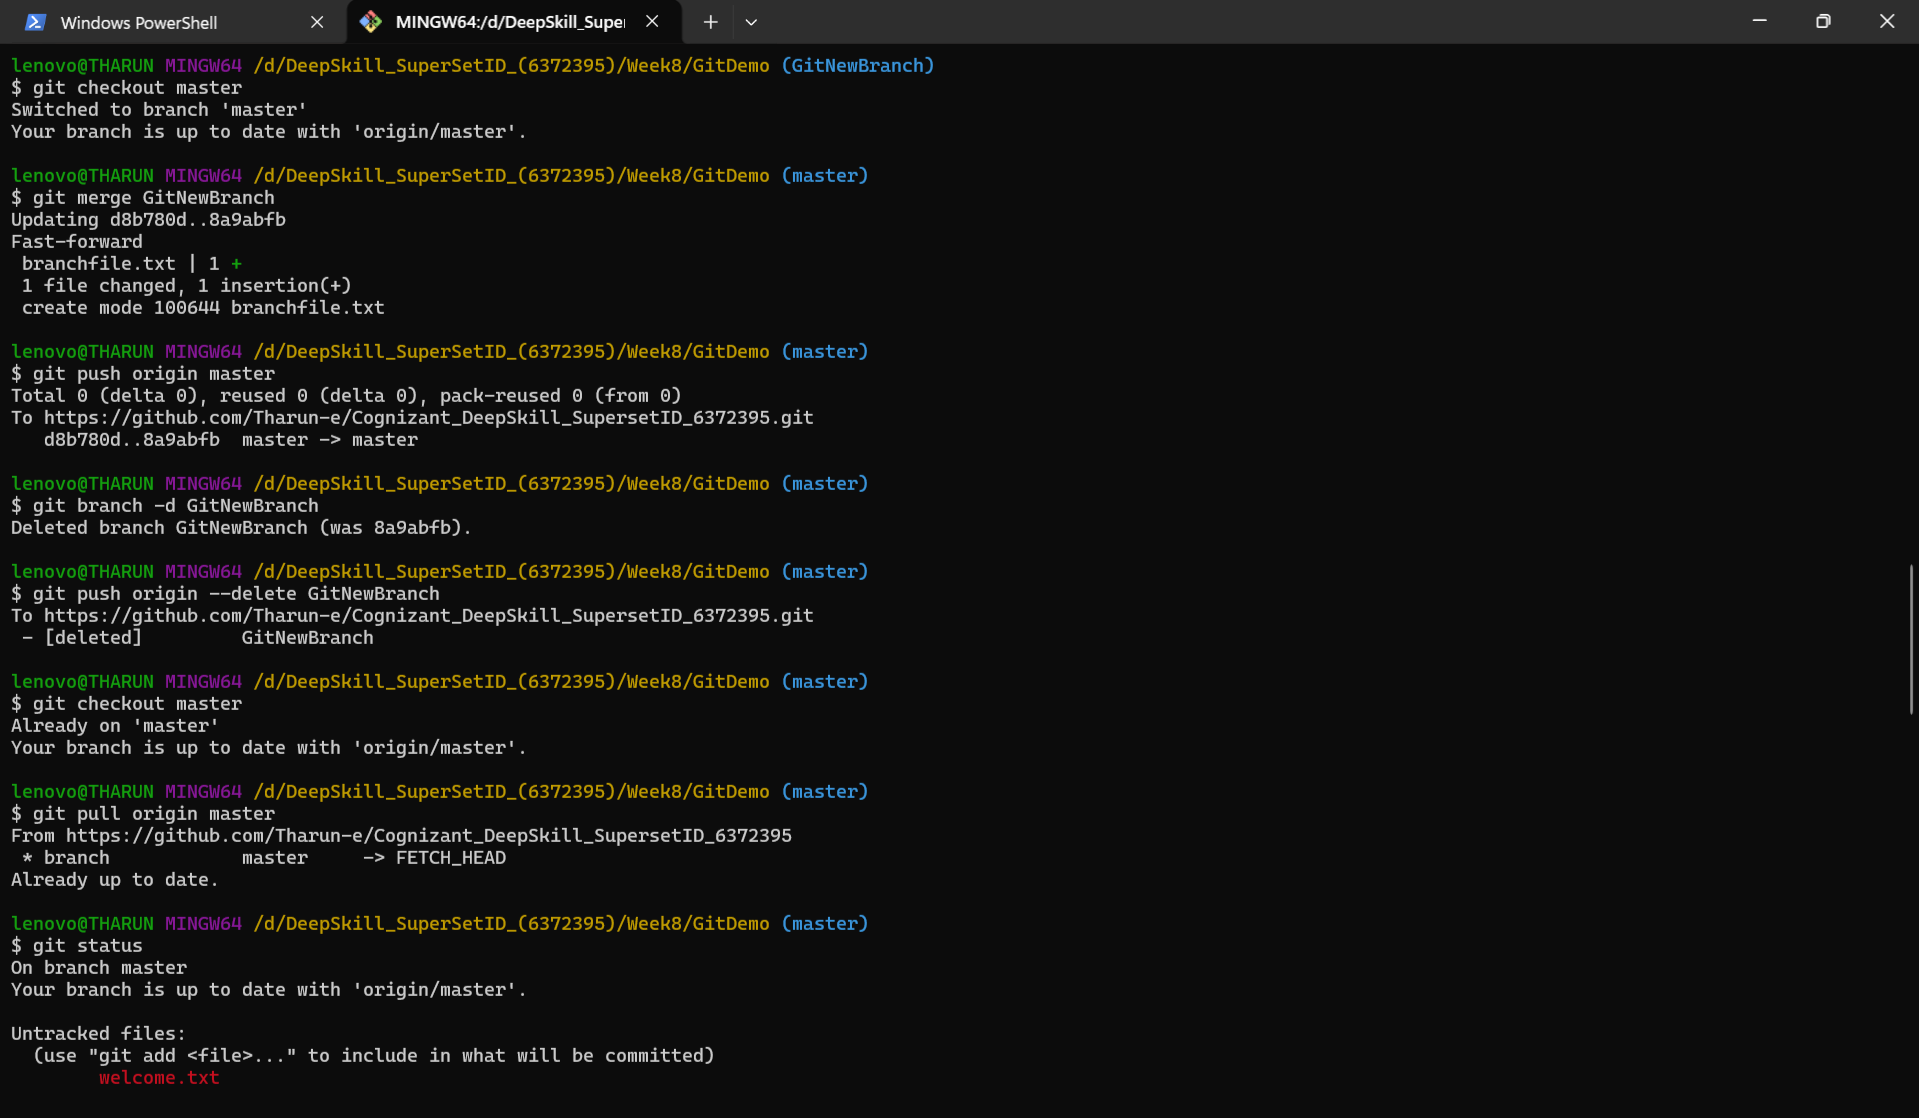 Windows PowerShell
MINGW64:/d/DeepSkill_Super
lenovo@THARUN MINGW64 /d/DeepSkill_SuperSetID_(6372395)/Week8/GitDemo (GitNewBranch)
$ git checkout master
Switched to branch 'master'
Your branch is up to date with 'origin/master'.
lenovo@THARUN MINGW64 /d/DeepSkill_SuperSetID_(6372395)/Week8/GitDemo (master)
$ git merge GitNewBranch
Updating d8b780d..8a9abfb
Fast-forward
 branchfile.txt | 1 +
 1 file changed, 1 insertion(+)
 create mode 100644 branchfile.txt
lenovo@THARUN MINGW64 /d/DeepSkill_SuperSetID_(6372395)/Week8/GitDemo (master)
$ git push origin master
Total 0 (delta 0), reused 0 (delta 0), pack-reused 0 (from 0)
To https://github.com/Tharun-e/Cognizant_DeepSkill_SupersetID_6372395.git
   d8b780d..8a9abfb  master -> master
lenovo@THARUN MINGW64 /d/DeepSkill_SuperSetID_(6372395)/Week8/GitDemo (master)
$ git branch -d GitNewBranch
Deleted branch GitNewBranch (was 8a9abfb).
lenovo@THARUN MINGW64 /d/DeepSkill_SuperSetID_(6372395)/Week8/GitDemo (master)
$ git push origin --delete GitNewBranch
To https://github.com/Tharun-e/Cognizant_DeepSkill_SupersetID_6372395.git
 - [deleted]         GitNewBranch
lenovo@THARUN MINGW64 /d/DeepSkill_SuperSetID_(6372395)/Week8/GitDemo (master)
$ git checkout master
Already on 'master'
Your branch is up to date with 'origin/master'.
lenovo@THARUN MINGW64 /d/DeepSkill_SuperSetID_(6372395)/Week8/GitDemo (master)
$ git pull origin master
From https://github.com/Tharun-e/Cognizant_DeepSkill_SupersetID_6372395
 * branch            master     -> FETCH_HEAD
Already up to date.
lenovo@THARUN MINGW64 /d/DeepSkill_SuperSetID_(6372395)/Week8/GitDemo (master)
$ git status
On branch master
Your branch is up to date with 'origin/master'.
Untracked files:
  (use "git add <file>..." to include in what will be committed)
        welcome.txt